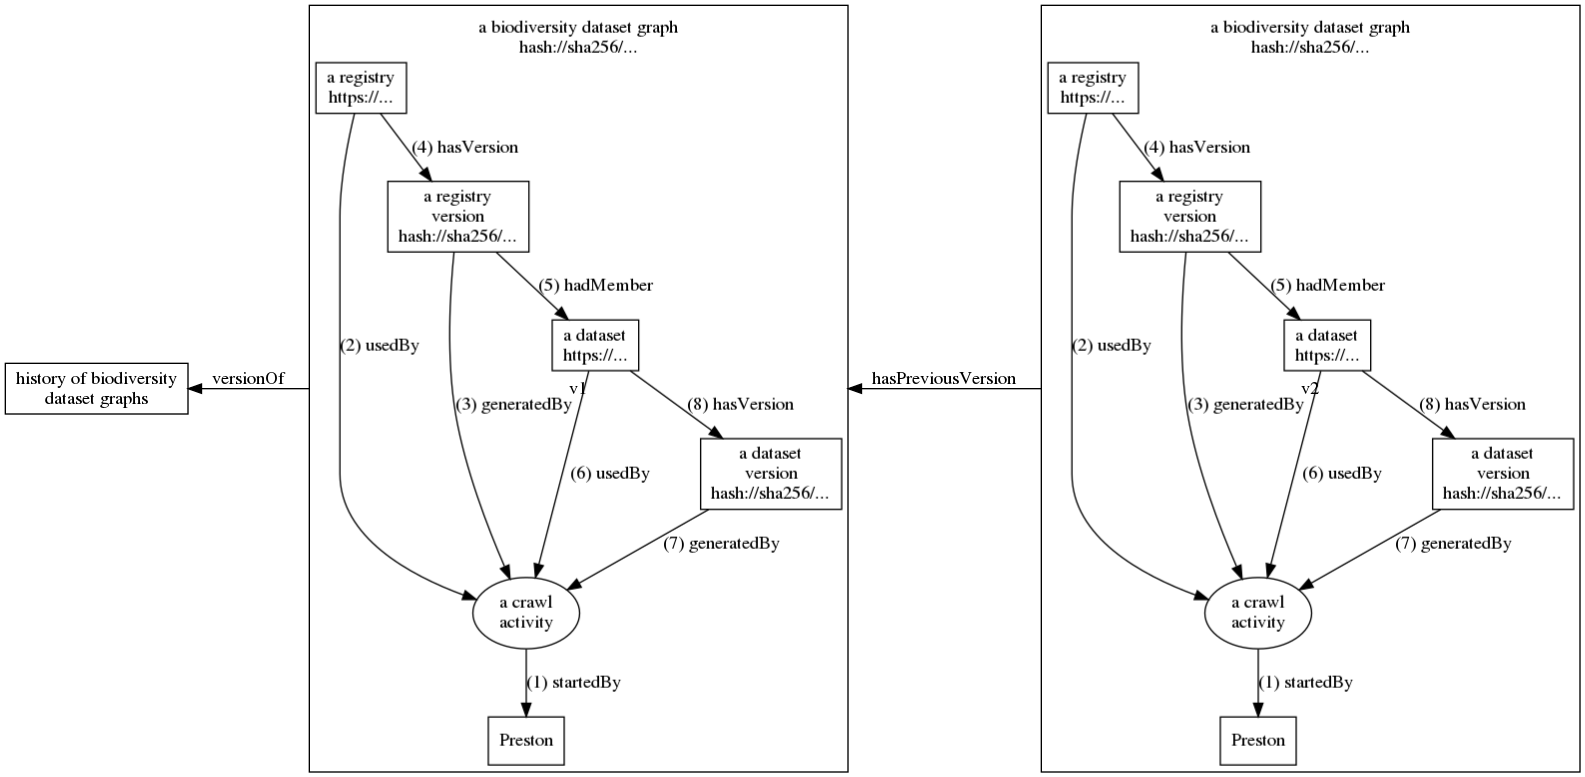 history of biodiversity
dataset graphs
versionOf
a biodiversity dataset graph
hash://sha256/...
a registry
https://...
(4) hasVersion
a registry
version
hash://sha256/...
(5) hadMember
(2) usedBy
a dataset
https://...
v1
(3) generatedBy
(8) hasVersion
a dataset
version
hash://sha256/...
(6) usedBy
(7) generatedBy
a crawl
activity
(1) startedBy
Preston
hasPreviousVersion
a biodiversity dataset graph
hash://sha256/...
a registry
https://...
(4) hasVersion
a registry
version
hash://sha256/...
(5) hadMember
(2) usedBy
a dataset
https://...
v2
(3) generatedBy
(8) hasVersion
a dataset
version
hash://sha256/...
(6) usedBy
(7) generatedBy
a crawl
activity
(1) startedBy
Preston